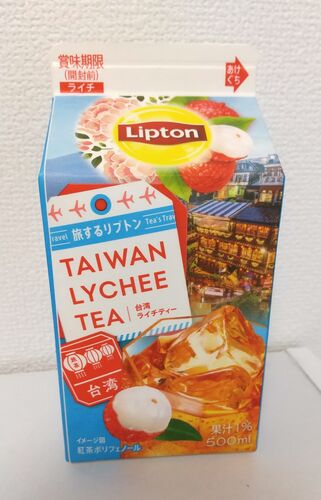 賞味期限
(開封前)
ライチ
あけ
ぐち
Lipton
ravel 旅するリプトン Tea's Trav
TAIWAN
LYCHEE
TEA
台湾
ライチティー
台湾
果汁1%
500ml
イメージ図
紅茶ポリフェノール